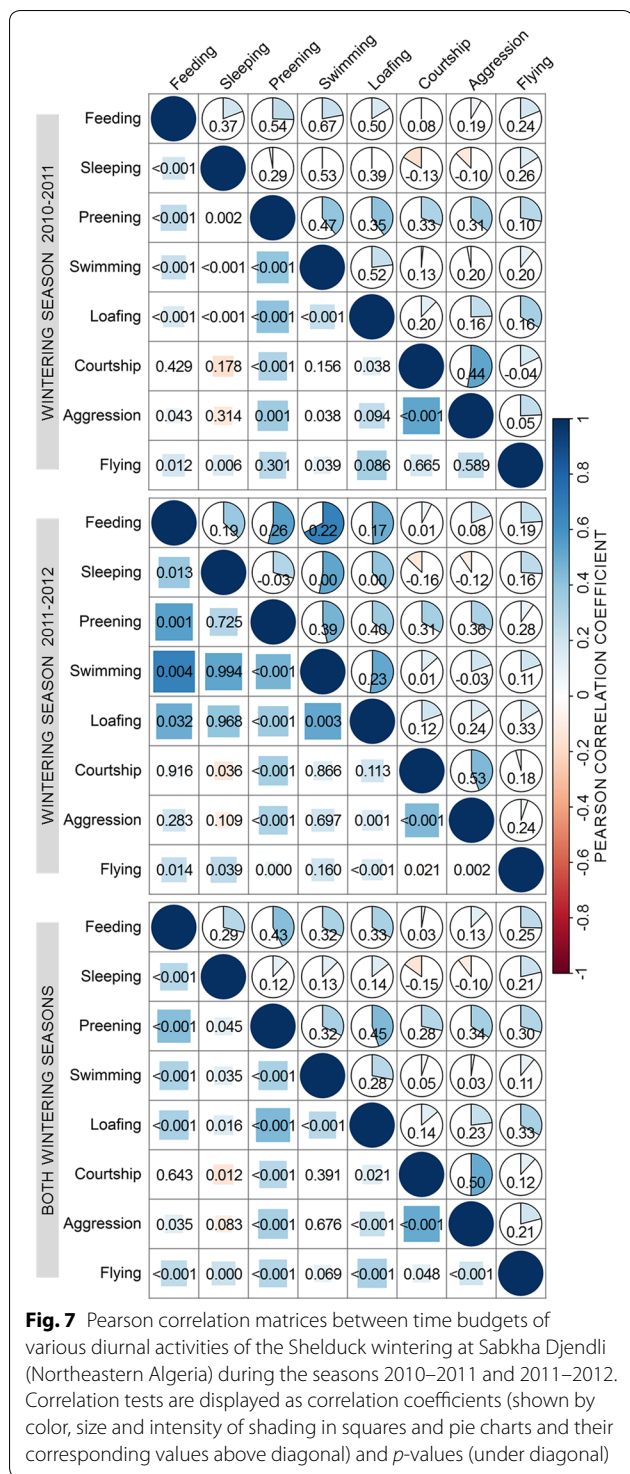 Feeding Sleeping Preening Swimming Loafing Courtship Aggression Flying
WINTERING SEASON 2010-2011
Feeding 0.37 0.54 0.67 0.50 0.08 0.19 0.24
Sleeping <0.001 0.29 0.53 0.39 -0.13 -0.10 0.26
Preening <0.001 0.002 0.47 0.35 0.33 0.31 0.10
Swimming <0.001 <0.001 <0.001 0.52 0.13 0.20 0.20
Loafing <0.001 <0.001 <0.001 <0.001 0.20 0.16 0.16
Courtship 0.429 0.178 <0.001 0.156 0.038 0.44 -0.04
Aggression 0.043 0.314 0.001 0.038 0.094 <0.001 0.05
Flying 0.012 0.006 0.301 0.039 0.086 0.665 0.589
WINTERING SEASON 2011-2012
Feeding 0.19 0.26 0.22 0.17 0.01 0.08 0.19
Sleeping 0.013 -0.03 0.00 0.00 -0.16 -0.12 0.16
Preening 0.001 0.725 0.39 0.40 0.31 0.36 0.28
Swimming 0.004 0.994 <0.001 0.23 0.01 -0.03 0.11
Loafing 0.032 0.968 <0.001 0.003 0.12 0.24 0.33
Courtship 0.916 0.036 <0.001 0.866 0.113 0.53 0.18
Aggression 0.283 0.109 <0.001 0.697 0.001 <0.001 0.24
Flying 0.014 0.039 0.000 0.160 <0.001 0.021 0.002
BOTH WINTERING SEASONS
Feeding 0.29 0.43 0.32 0.33 0.03 0.13 0.25
Sleeping <0.001 0.12 0.13 0.14 -0.15 -0.10 0.21
Preening <0.001 0.045 0.32 0.45 0.28 0.34 0.30
Swimming <0.001 0.035 <0.001 0.28 0.05 0.03 0.11
Loafing <0.001 0.016 <0.001 <0.001 0.14 0.23 0.33
Courtship 0.643 0.012 <0.001 0.391 0.021 0.50 0.12
Aggression 0.035 0.083 <0.001 0.676 <0.001 <0.001 0.21
Flying <0.001 0.000 <0.001 0.069 <0.001 0.048 <0.001
1
0.8
0.6
0.4
0.2
0
-0.2
-0.4
-0.6
-0.8
-1
PEARSON CORRELATION COEFFICIENT
Fig. 7 Pearson correlation matrices between time budgets of
various diurnal activities of the Shelduck wintering at Sabkha Djendli
(Northeastern Algeria) during the seasons 2010–2011 and 2011–2012.
Correlation tests are displayed as correlation coefficients (shown by
color, size and intensity of shading in squares and pie charts and their
corresponding values above diagonal) and p-values (under diagonal)